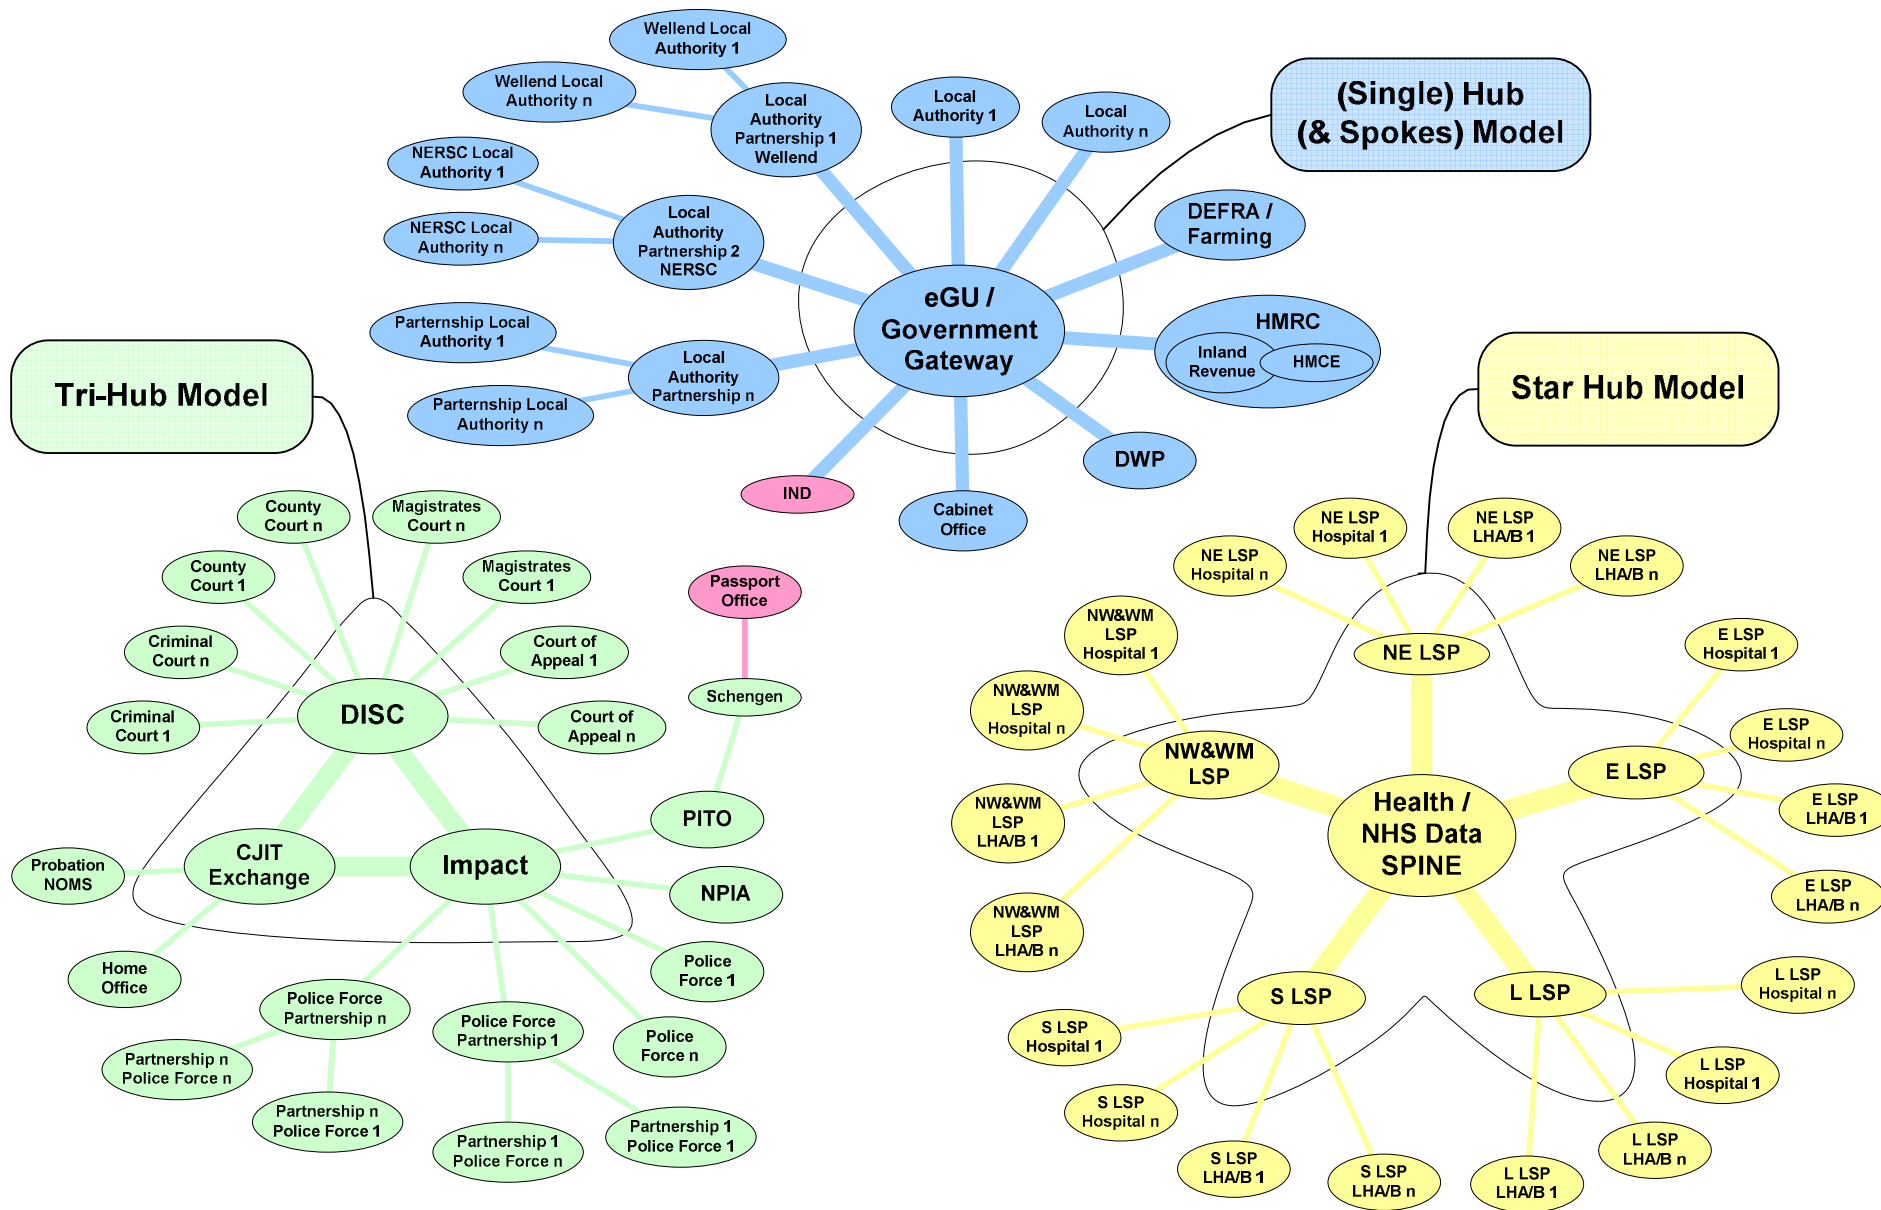 Wellend Local
Authority 1
Wellend Local
Authority n
Local
Authority
Partnership 1
Wellend
Local
Authority 1
Local
Authority n
(Single) Hub
(& Spokes) Model
NERSC Local
Authority 1
NERSC Local
Authority n
Local
Authority
Partnership 2
NERSC
DEFRA /
Farming
eGU /
Government
Gateway
HMRC
Inland
Revenue
HMCE
Parternship Local
Authority 1
Parternship Local
Authority n
Local
Authority
Partnership n
IND
Cabinet
Office
DWP
Tri-Hub Model
Star Hub Model
County
Court n
Magistrates
Court n
County
Court 1
Magistrates
Court 1
Criminal
Court n
Court of
Appeal 1
Criminal
Court 1
DISC
Court of
Appeal n
Passport
Office
Schengen
PITO
CJIT
Exchange
Impact
NPIA
Probation
NOMS
Home
Office
Police
Force 1
Police
Force n
Police Force
Partnership n
Police Force
Partnership 1
Partnership n
Police Force n
Partnership n
Police Force 1
Partnership 1
Police Force n
Partnership 1
Police Force 1
NE LSP
Hospital n
NE LSP
Hospital 1
NE LSP
LHA/B 1
NE LSP
LHA/B n
NE LSP
NW&WM
LSP
Hospital 1
NW&WM
LSP
Hospital n
NW&WM
LSP
NW&WM
LSP
LHA/B 1
NW&WM
LSP
LHA/B n
E LSP
Hospital 1
E LSP
Hospital n
E LSP
E LSP
LHA/B 1
E LSP
LHA/B n
Health /
NHS Data
SPINE
S LSP
L LSP
S LSP
Hospital 1
S LSP
Hospital n
S LSP
LHA/B 1
S LSP
LHA/B n
L LSP
Hospital n
L LSP
Hospital 1
L LSP
LHA/B n
L LSP
LHA/B 1